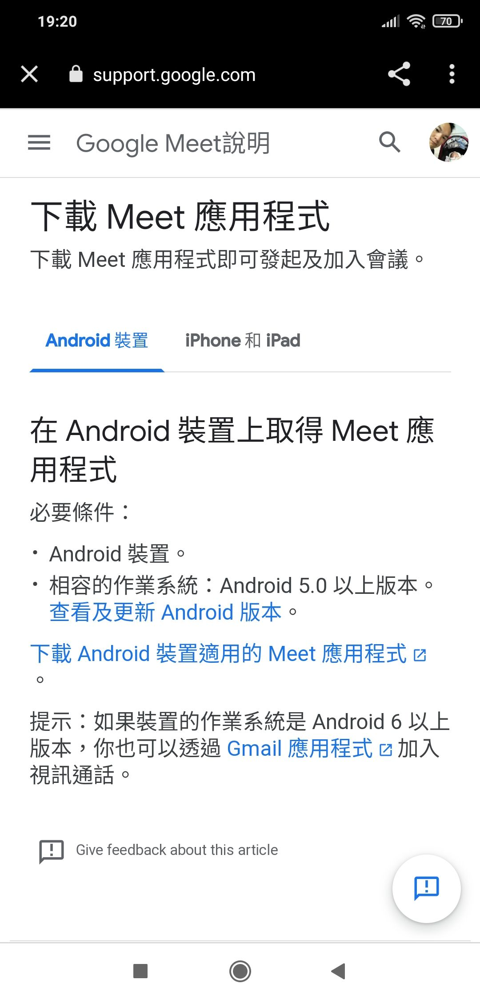 19:20
70
support.google.com
Google Meet說明
下載 Meet 應用程式
下載 Meet 應用程式即可發起及加入會議。
Android 裝置
iPhone 和 iPad
在 Android 裝置上取得 Meet 應
用程式
必要條件：
• Android 裝置。
• 相容的作業系統：Android 5.0 以上版本。
查看及更新 Android 版本。
下載 Android 裝置適用的 Meet 應用程式
。
提示：如果裝置的作業系統是 Android 6 以上
版本，你也可以透過 Gmail 應用程式 加入
視訊通話。
Give feedback about this article